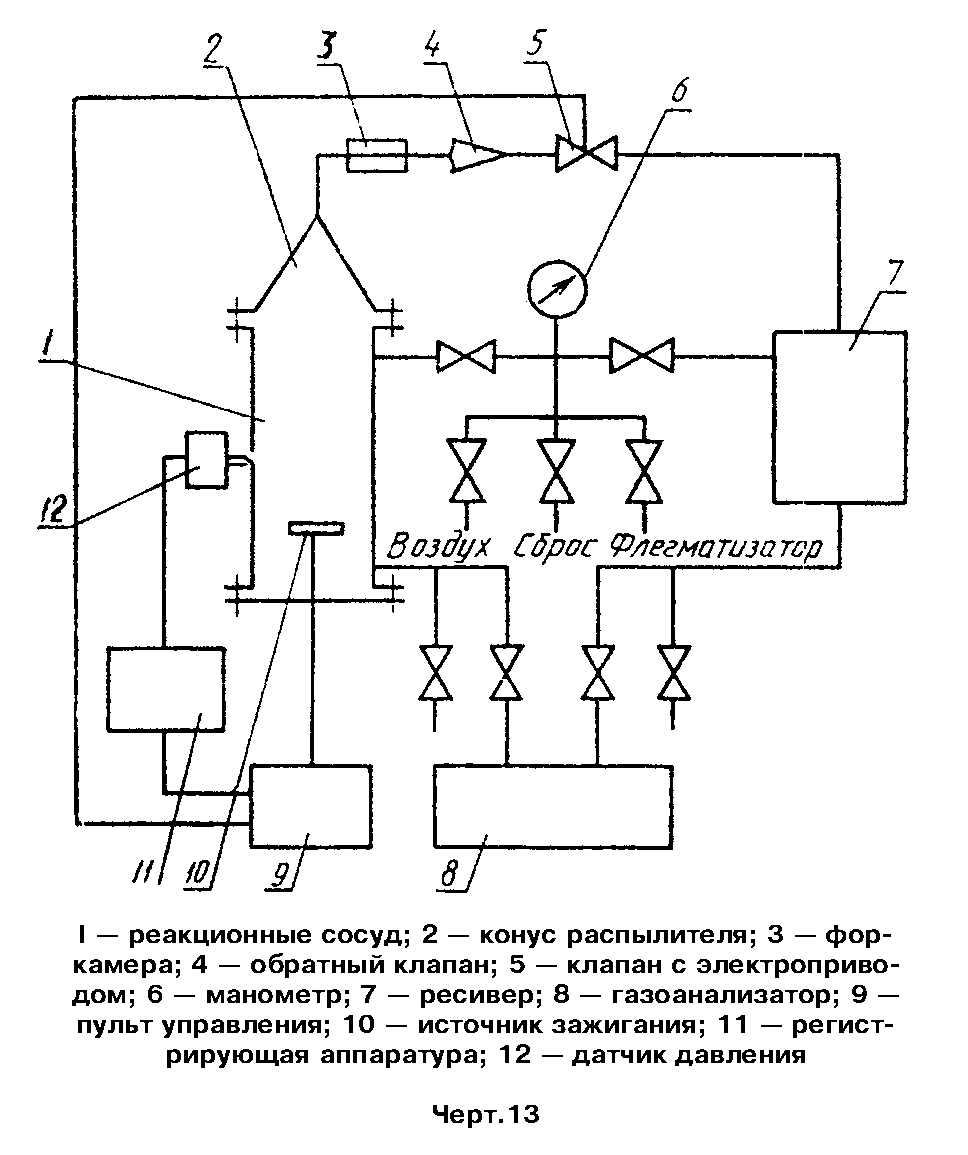 2 3 4 5
6
7
1
12
Воздух Сброс Флегматизатор
11 10 9 8
I — реакционные сосуд; 2 — конус распылителя; 3 — фор-
камера; 4 — обратный клапан; 5 — клапан с электроприво-
дом; 6 — манометр; 7 — ресивер; 8 — газоанализатор; 9 —
пульт управления; 10 — источник зажигания; 11 — регист-
рирующая аппаратура; 12 — датчик давления
Черт.13